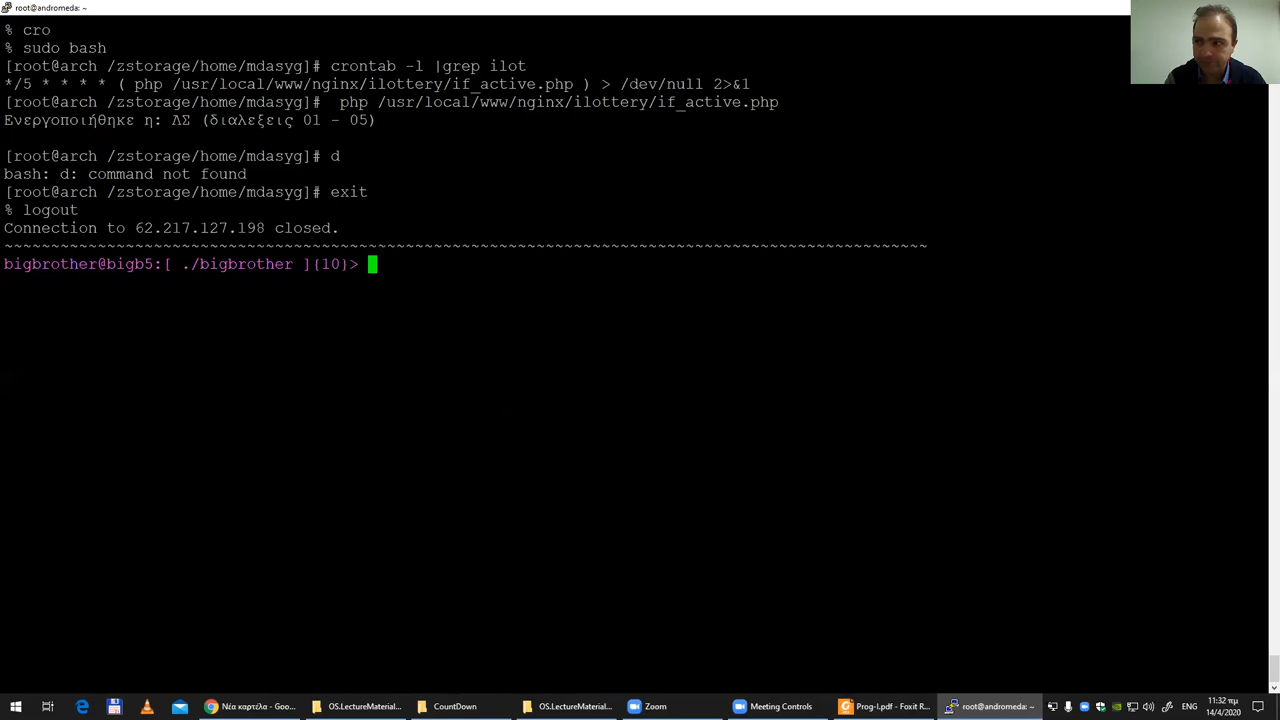 root@andromeda: ~
% cro
% sudo bash
[root@arch /zstorage/home/mdasyg]# crontab -l |grep ilot
*/5 * * * * ( php /usr/local/www/nginx/ilottery/if_active.php ) > /dev/null 2>&1
[root@arch /zstorage/home/mdasyg]#  php /usr/local/www/nginx/ilottery/if_active.php
Ενεργοποιήθηκε η: ΛΣ (διαλεξεις 01 - 05)
[root@arch /zstorage/home/mdasyg]# d
bash: d: command not found
[root@arch /zstorage/home/mdasyg]# exit
% logout
Connection to 62.217.127.198 closed.
~~~~~~~~~~~~~~~~~~~~~~~~~~~~~~~~~~~~~~~~~~~~~~~~~~~~~~~~~~~~~~~~~~~~~~~~~~~~~~~~~~~~~~~~~~~~~~~~~~~
bigbrother@bigb5:[ ./bigbrother ]{10}>
Νέα καρτέλα - Goo...
OS.LectureMaterial...
CountDown
OS.LectureMaterial...
Zoom
Meeting Controls
Prog-I.pdf - Foxit R...
root@andromeda: ~
ΕΝΗ
11:32 πμ
14/4/2020